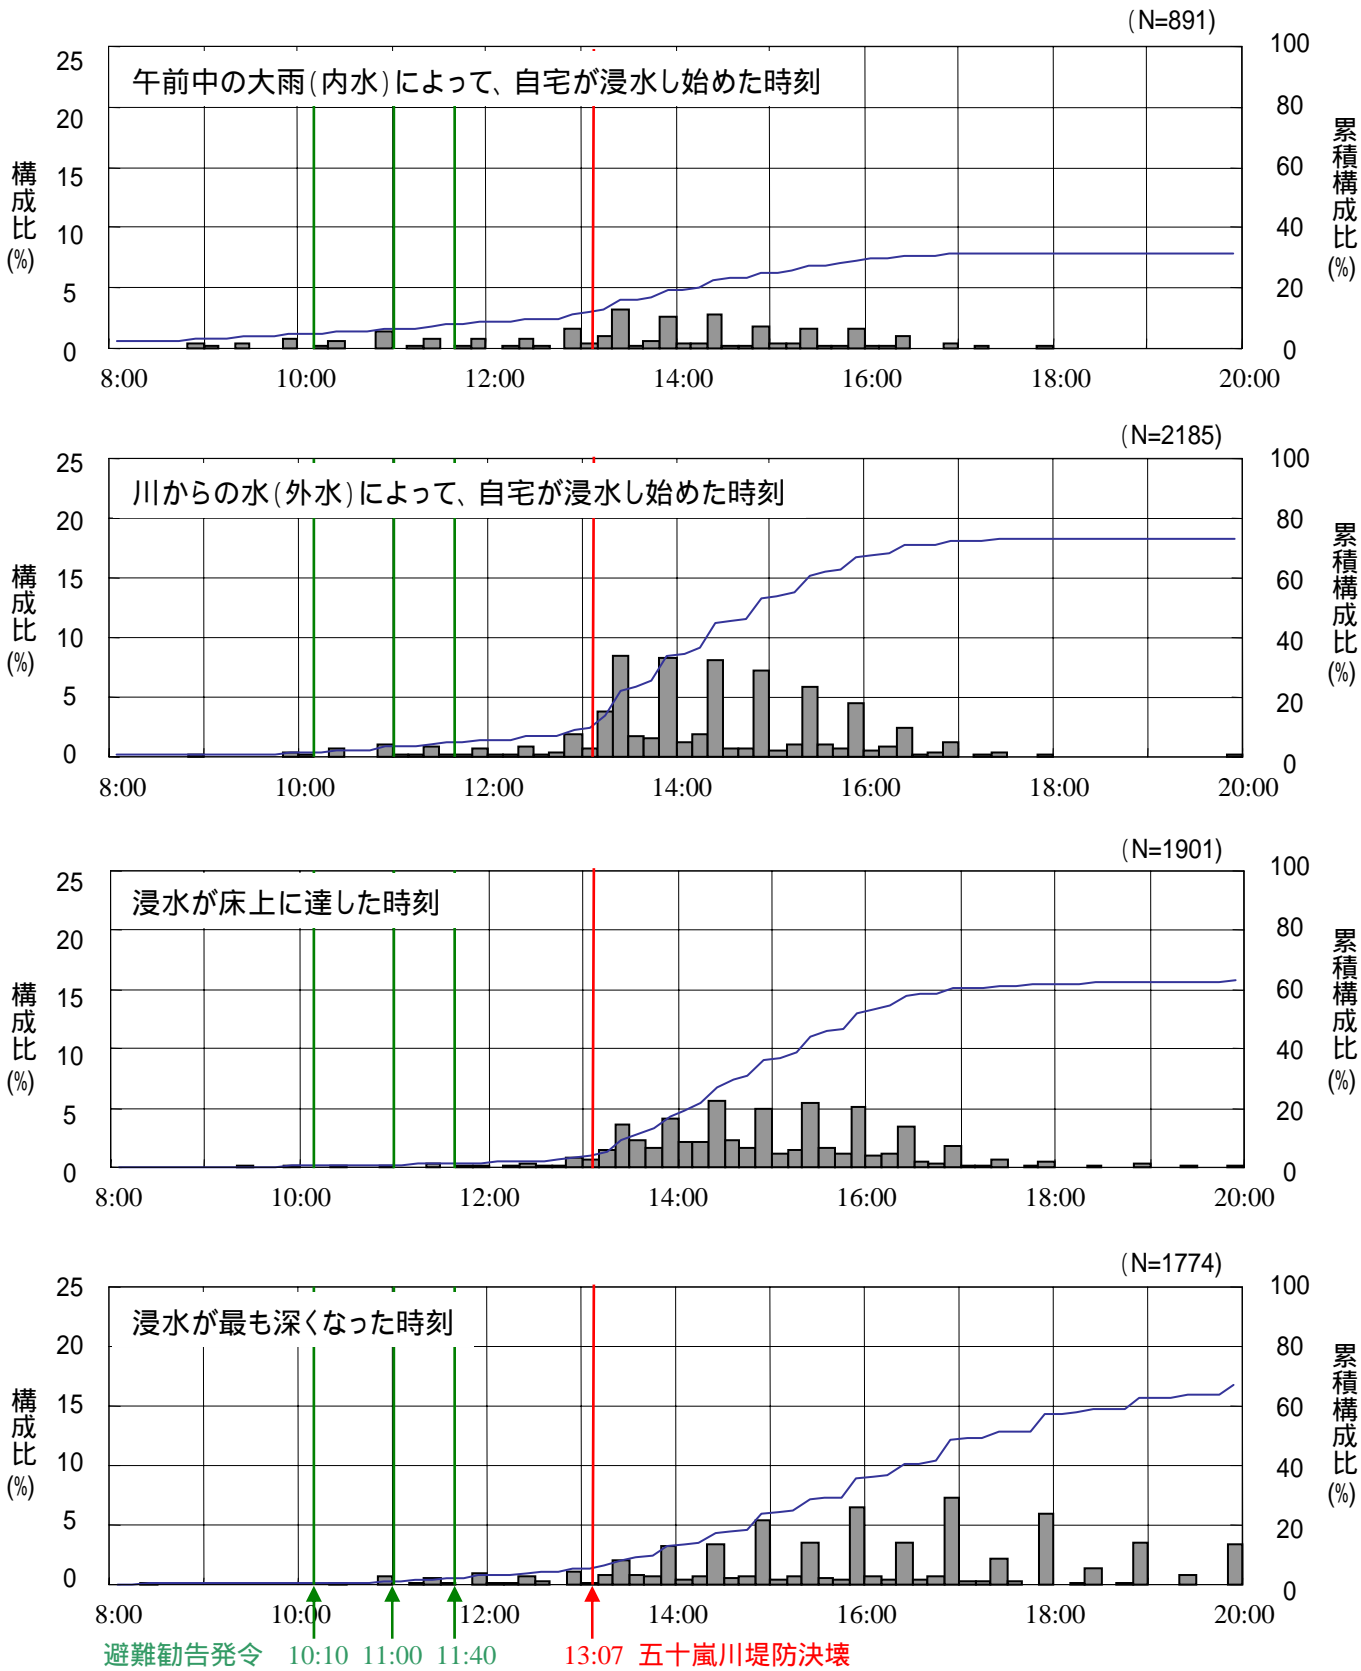 (N=891)
午前中の大雨(内水)によって、自宅が浸水し始めた時刻
構成比(%)
25
20
15
10
5
0
累積構成比(%)
100
80
60
40
20
0
8:00 10:00 12:00 14:00 16:00 18:00 20:00
(N=2185)
川からの水(外水)によって、自宅が浸水し始めた時刻
構成比(%)
25
20
15
10
5
0
累積構成比(%)
100
80
60
40
20
0
8:00 10:00 12:00 14:00 16:00 18:00 20:00
(N=1901)
浸水が床上に達した時刻
構成比(%)
25
20
15
10
5
0
累積構成比(%)
100
80
60
40
20
0
8:00 10:00 12:00 14:00 16:00 18:00 20:00
(N=1774)
浸水が最も深くなった時刻
構成比(%)
25
20
15
10
5
0
累積構成比(%)
100
80
60
40
20
0
8:00 10:00 12:00 14:00 16:00 18:00 20:00
避難勧告発令 10:10 11:00 11:40 13:07 五十嵐川堤防決壊